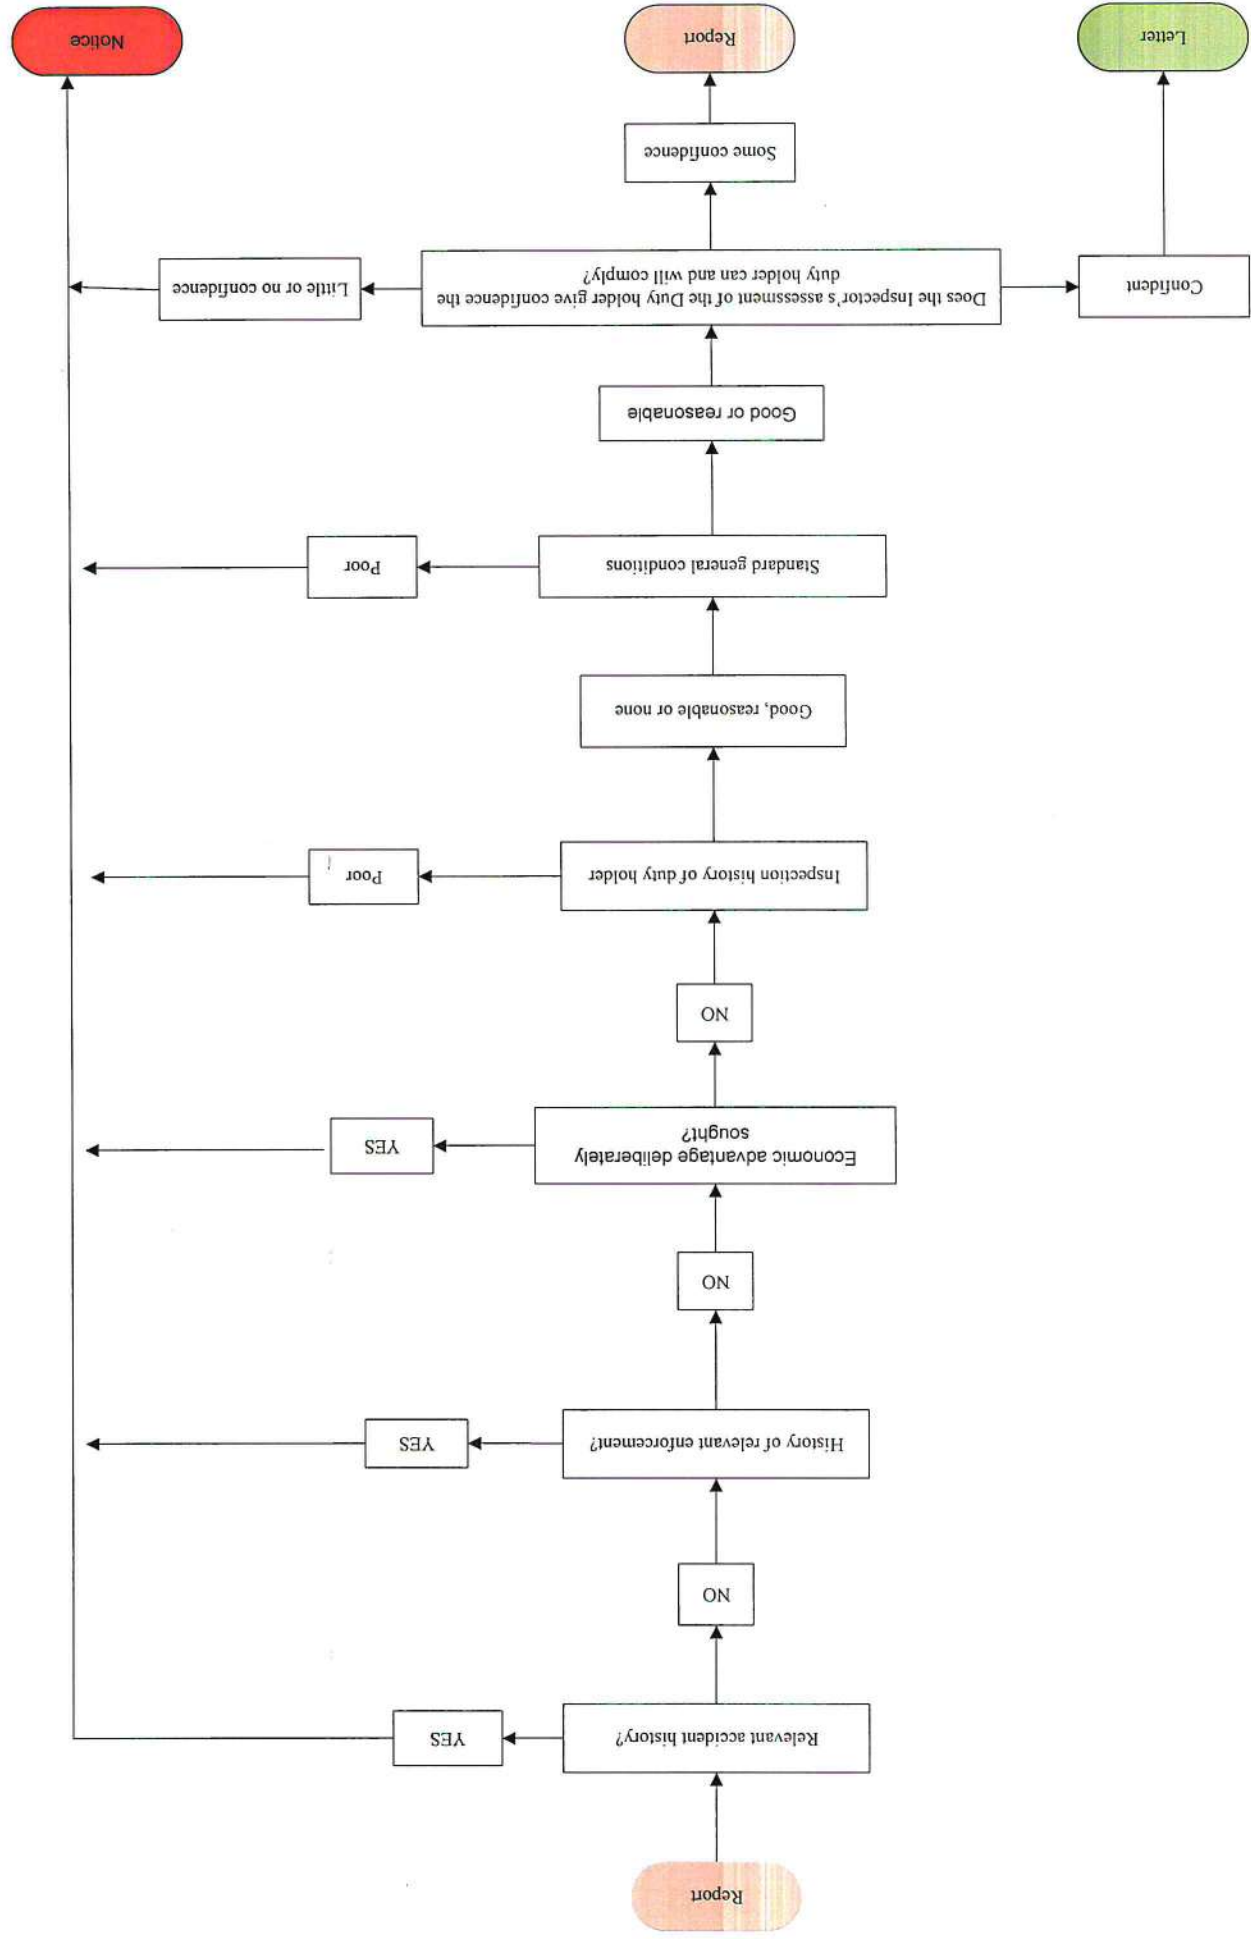 Report
Relevant accident history?
YES
NO
History of relevant enforcement?
YES
NO
Economic advantage deliberately
sought?
YES
NO
Inspection history of duty holder
Poor
Good, reasonable or none
Standard general conditions
Poor
Good or reasonable
Confident
Does the Inspector's assessment of the Duty holder give confidence the
duty holder can and will comply?
Little or no confidence
Some confidence
Letter
Report
Notice